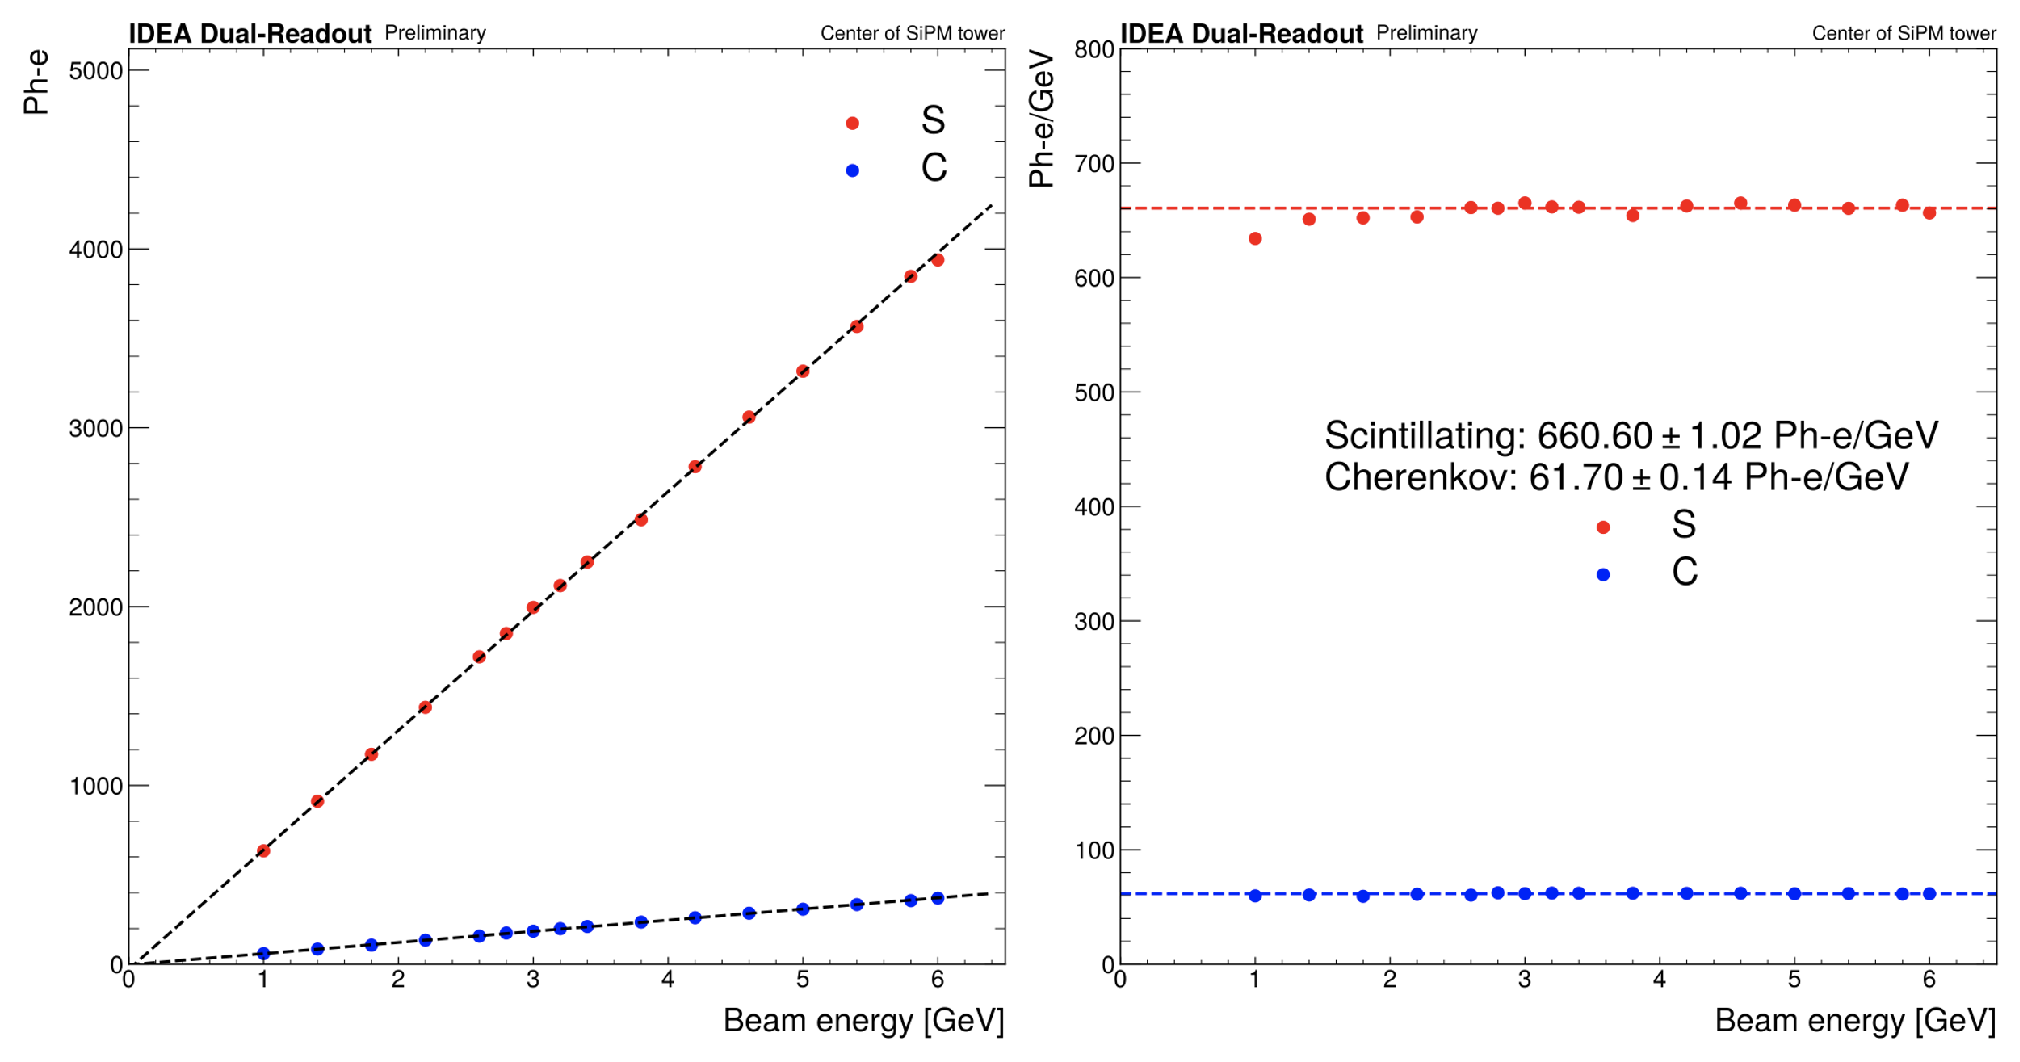 IDEA Dual-Readout Preliminary Center of SiPM tower
Ph-e
5000
4000
3000
2000
1000
0
S
C
0 1 2 3 4 5 6
Beam energy [GeV]
IDEA Dual-Readout Preliminary Center of SiPM tower
Ph-e/GeV
800
700
600
500
400
300
200
100
0
Scintillating: 660.60 ± 1.02 Ph-e/GeV
Cherenkov: 61.70 ± 0.14 Ph-e/GeV
S
C
0 1 2 3 4 5 6
Beam energy [GeV]